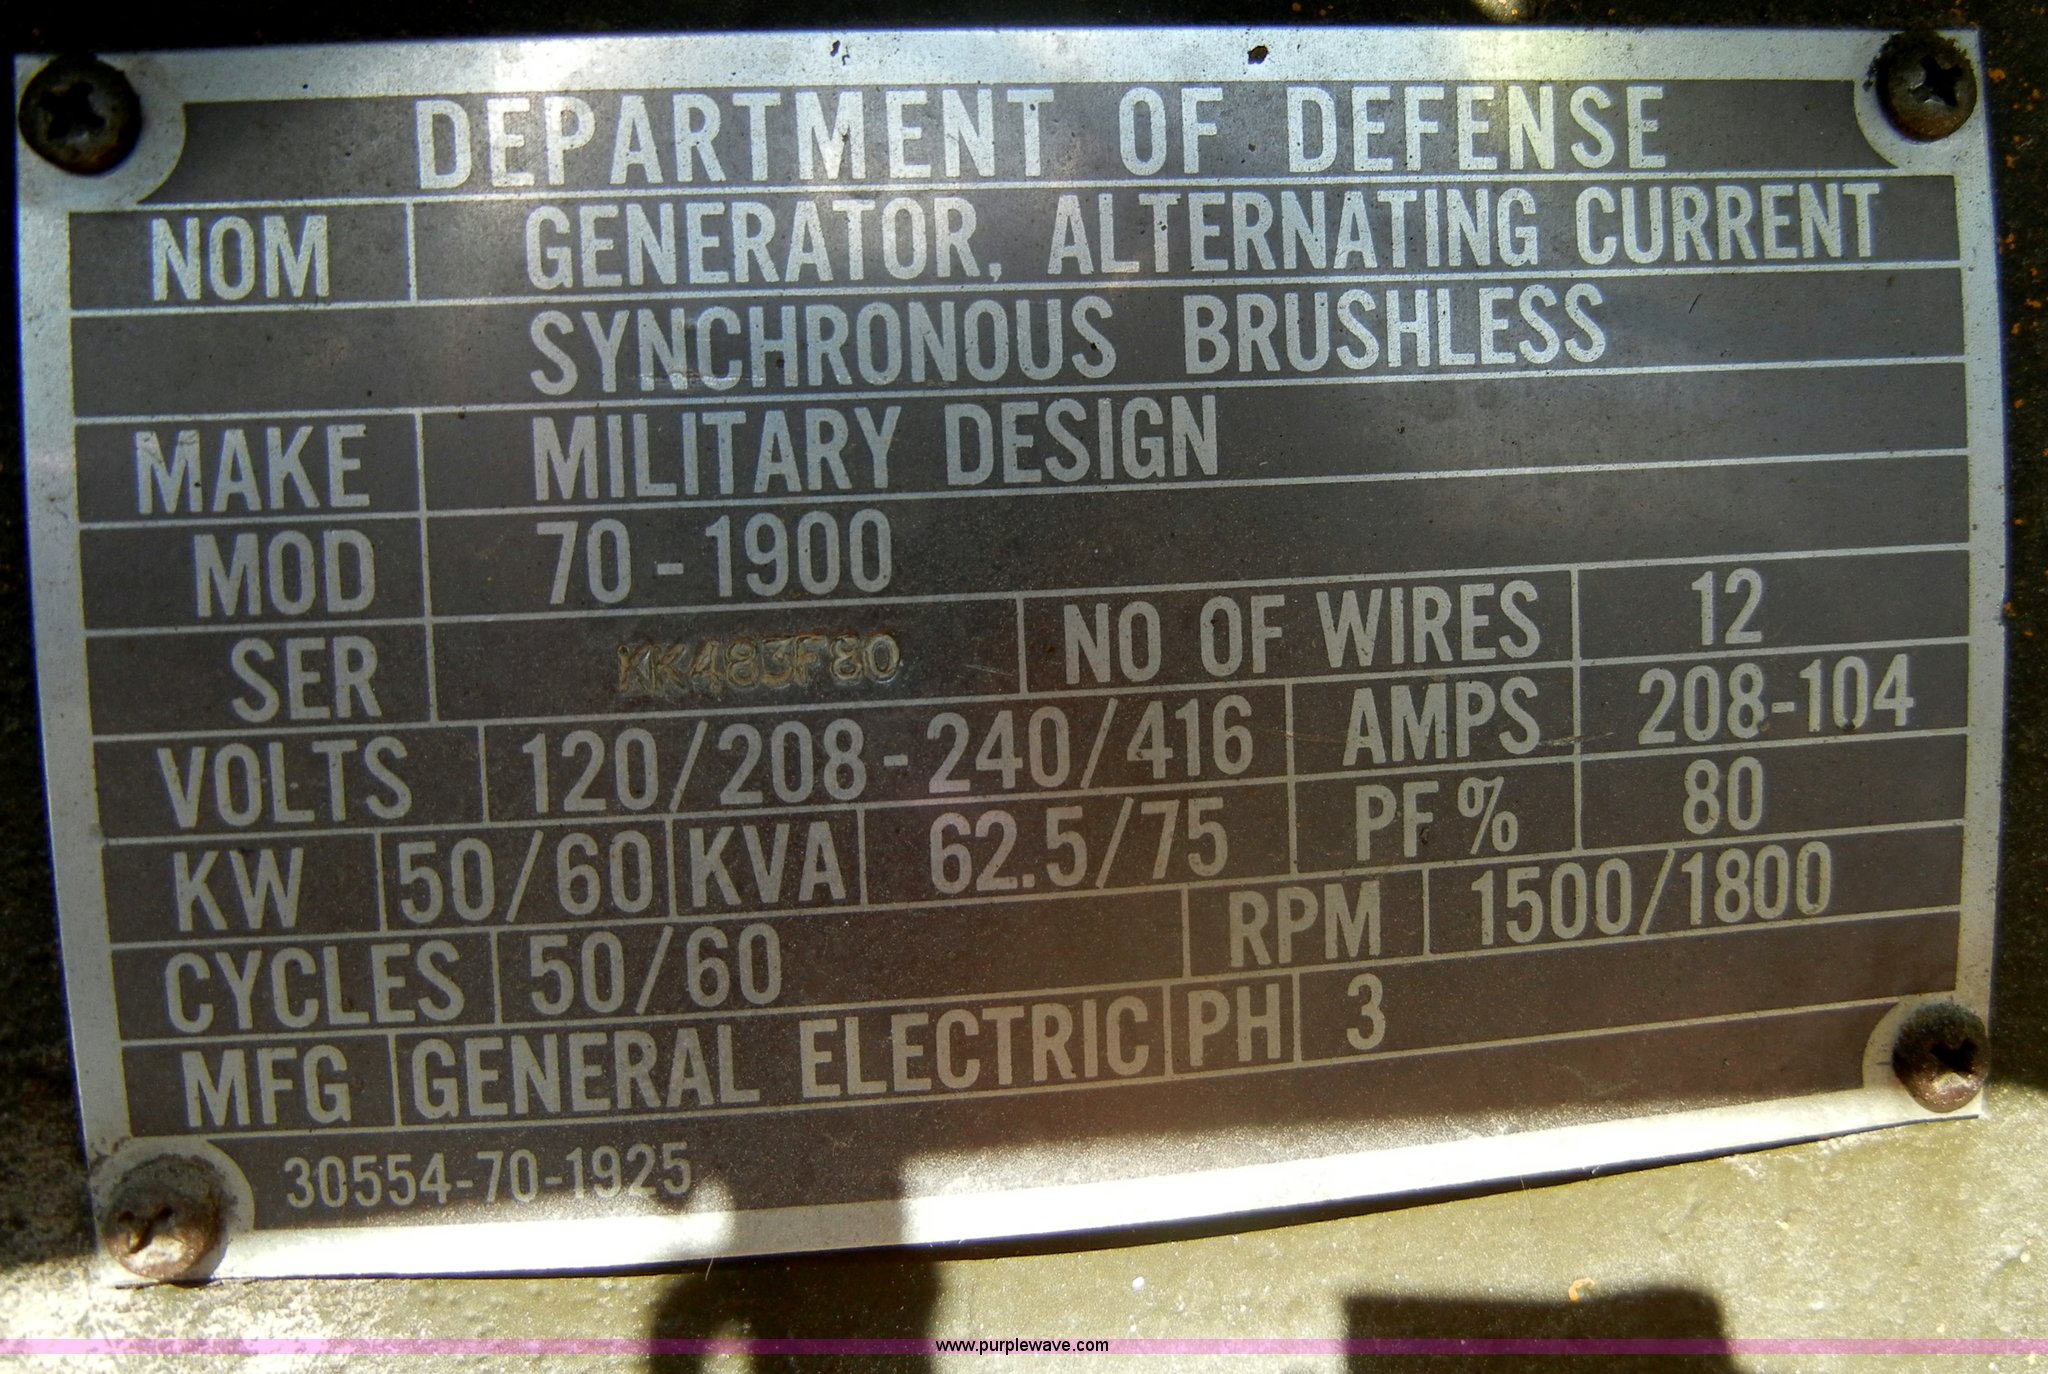 DEPARTMENT OF DEFENSE
NOM GENERATOR, ALTERNATING CURRENT
SYNCHRONOUS BRUSHLESS
MAKE MILITARY DESIGN
MOD 70-1900
SER KK483F80 NO OF WIRES 12
VOLTS 120/208-240/416 AMPS 208-104
KW 50/60 KVA 62.5/75 PF % 80
CYCLES 50/60 RPM 1500/1800
MFG GENERAL ELECTRIC PH 3
30554-70-1925
www.purplewave.com